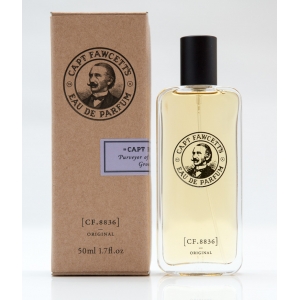 CAPT FAWCETT'S
EAU DE PARFUM
"CAPT
Purveyor of
[CF.8836]
ORIGINAL
50ml 1.7fl.oz
CAPT FAWCETT'S
EAU DE PARFUM
[CF.8836]
ORIGINAL